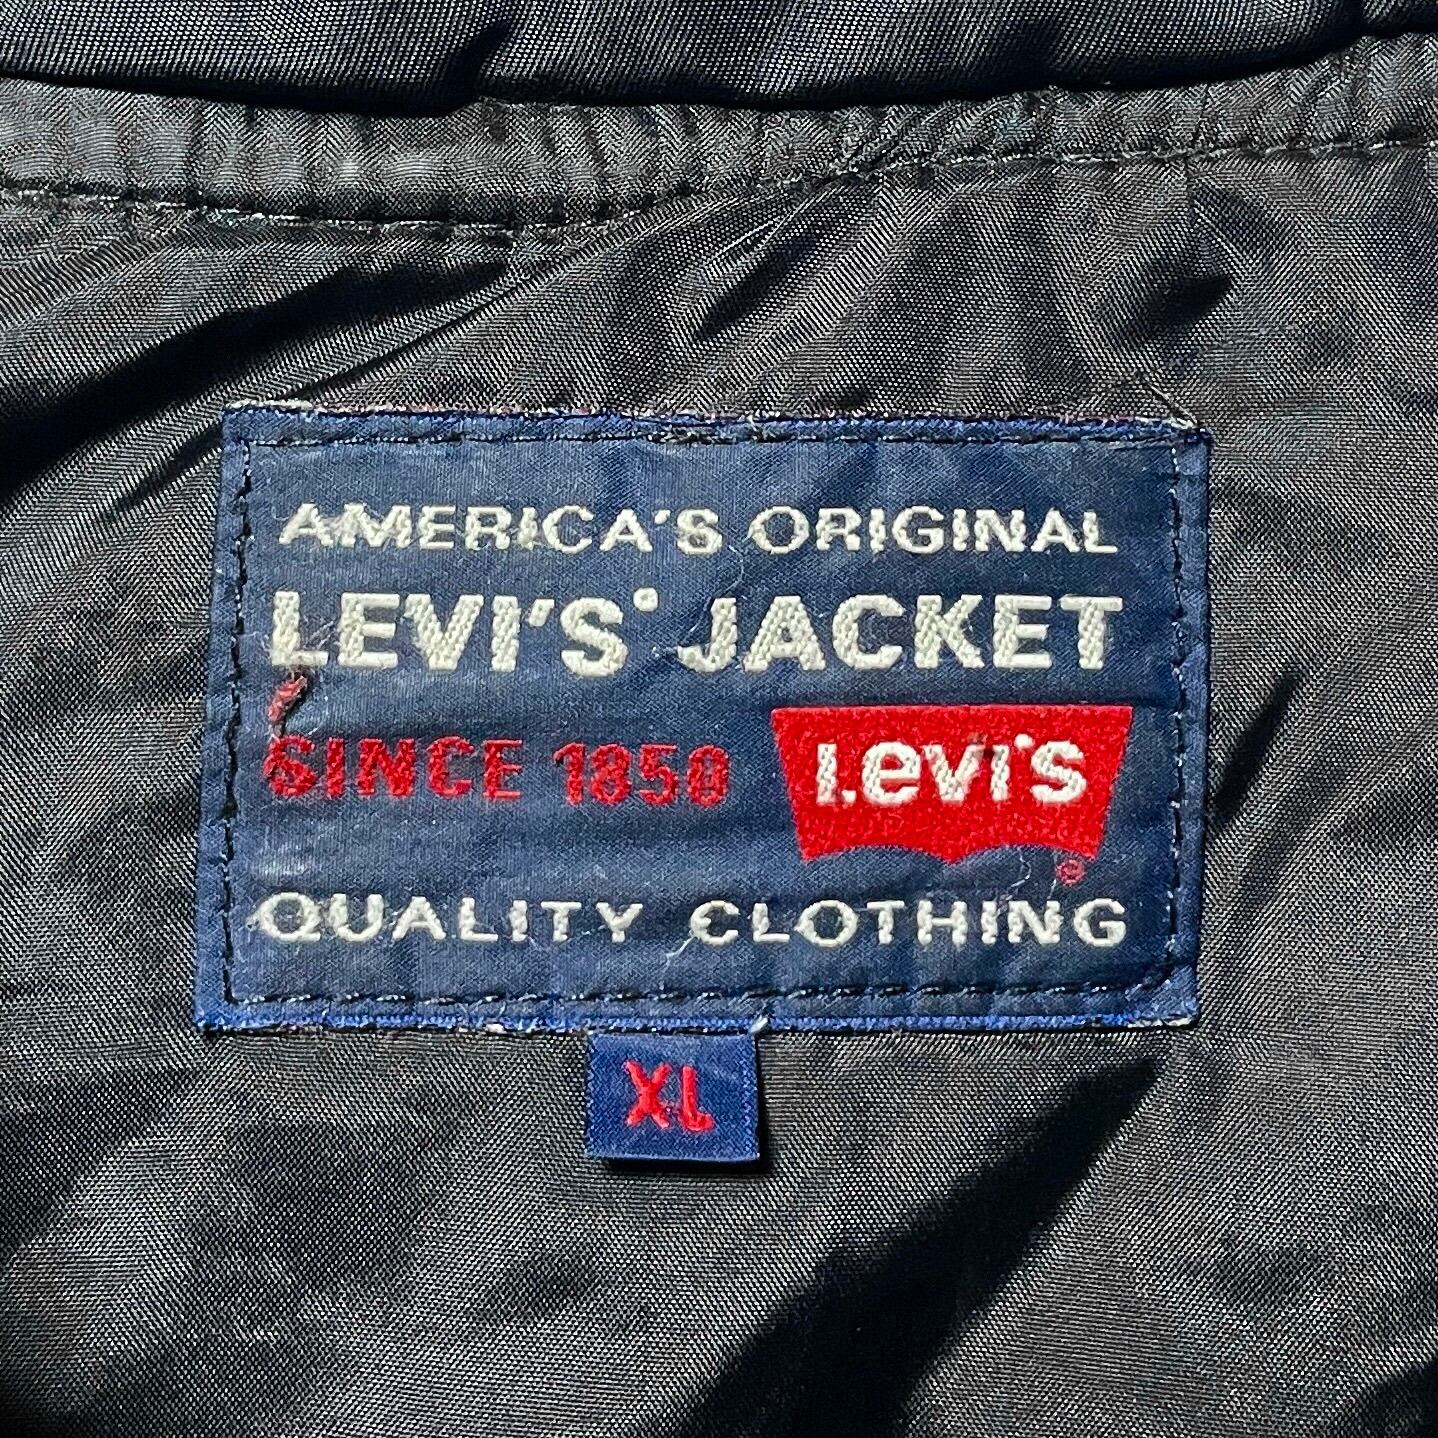 AMERICA'S ORIGINAL
LEVI'S® JACKET
SINCE 1850
Levi's
®
QUALITY CLOTHING
XL